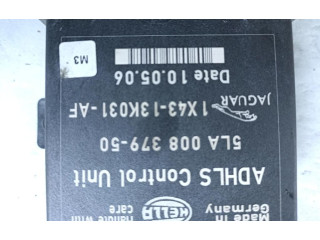 Made in
Germany
HELLA
Handle with
care
ADHLS Control Unit
5LA 008 379-50
JAGUAR
1X43-13K031-AF
Date 10.05.06
M3